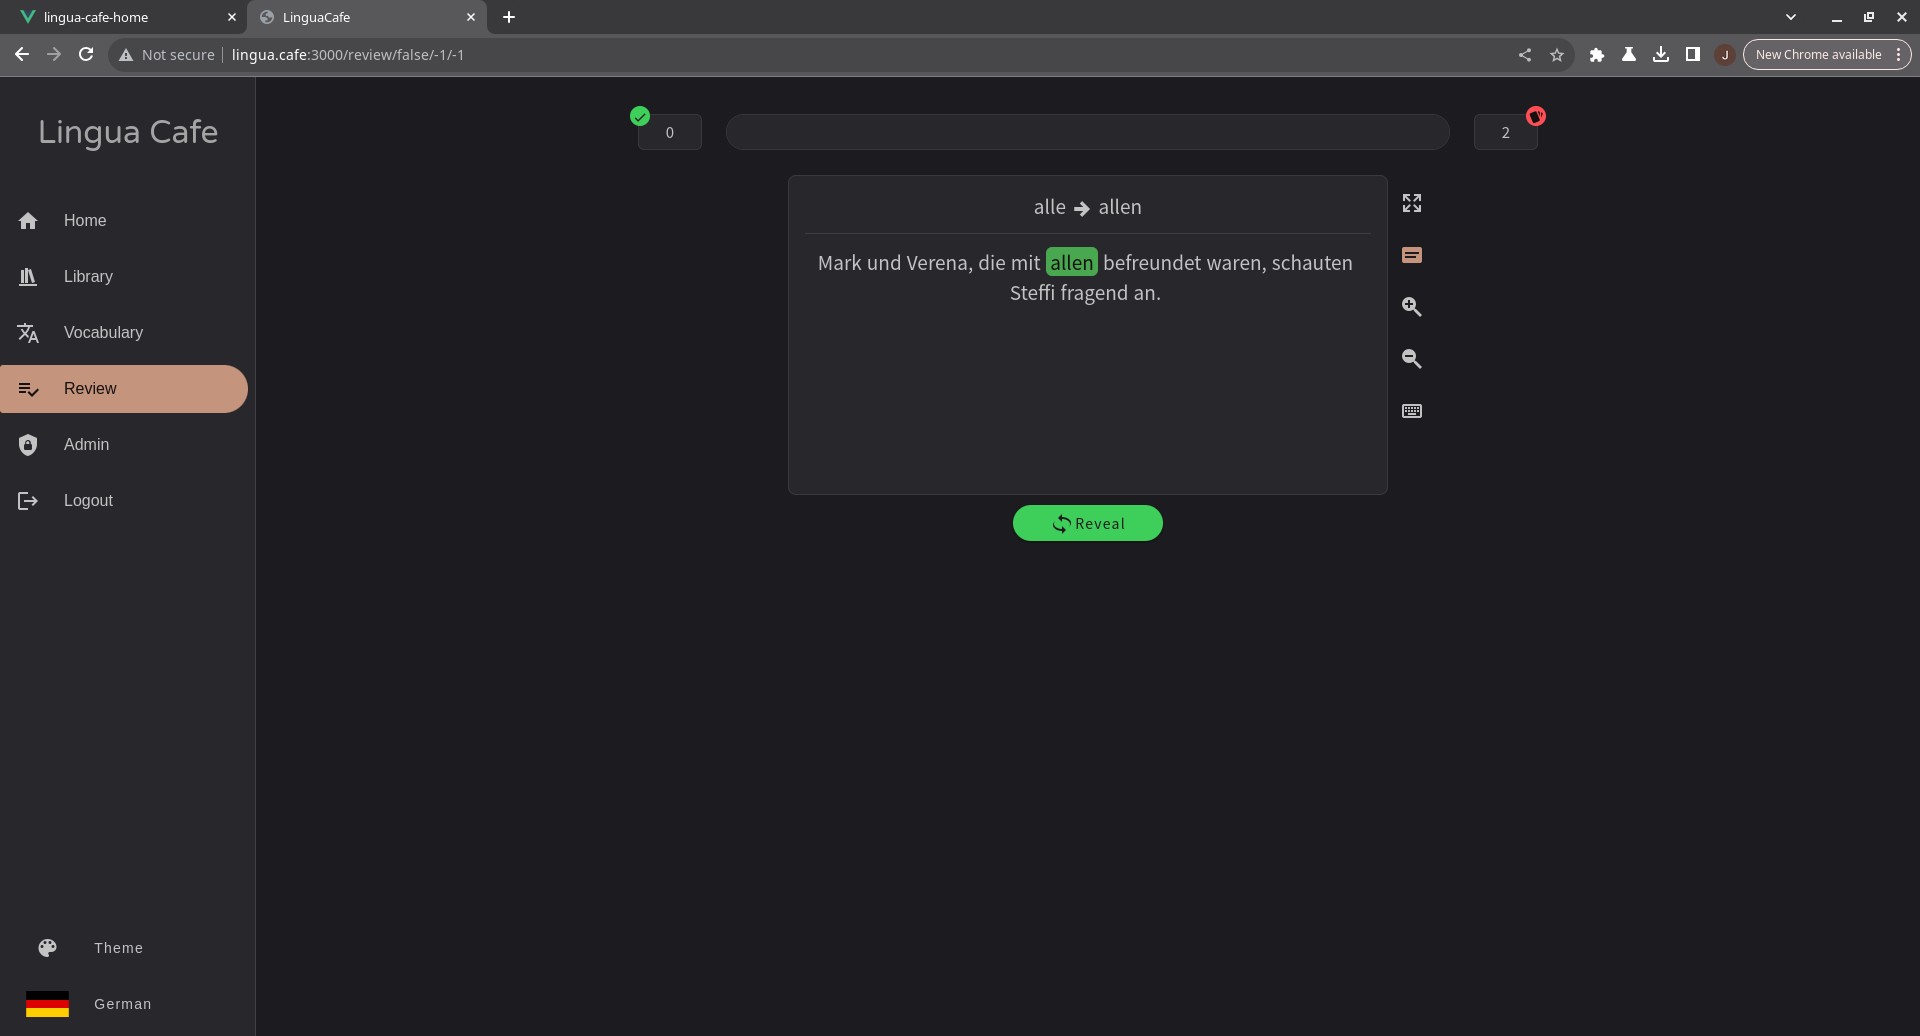 lingua-cafe-home
LinguaCafe
Not secure
lingua.cafe:3000/review/false/-1/-1
J
New Chrome available
Lingua Cafe
Home
Library
Vocabulary
Review
Admin
Logout
Theme
German
0
2
alle → allen
Mark und Verena, die mit allen befreundet waren, schauten
Steffi fragend an.
Reveal